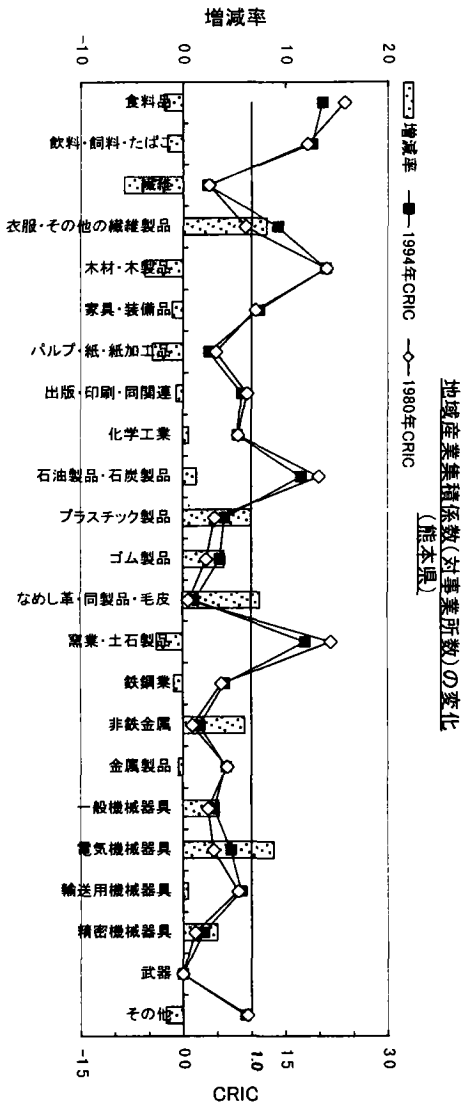 地域産業集積係数(対事業所数)の変化
(熊本県)
増減率 1994年CRIC 1980年CRIC
増減率
-10
00
10
20
食料品
飲料・飼料・たばこ
繊維
衣服・その他の繊維製品
木材・木製品
家具・装備品
パルプ・紙・紙加工品
出版・印刷・同関連
化学工業
石油製品・石炭製品
プラスチック製品
ゴム製品
なめし革・同製品・毛皮
窯業・土石製品
鉄鋼業
非鉄金属
金属製品
一般機械器具
電気機械器具
輸送用機械器具
精密機械器具
武器
その他
-15
00
1.0
15
30
CRIC